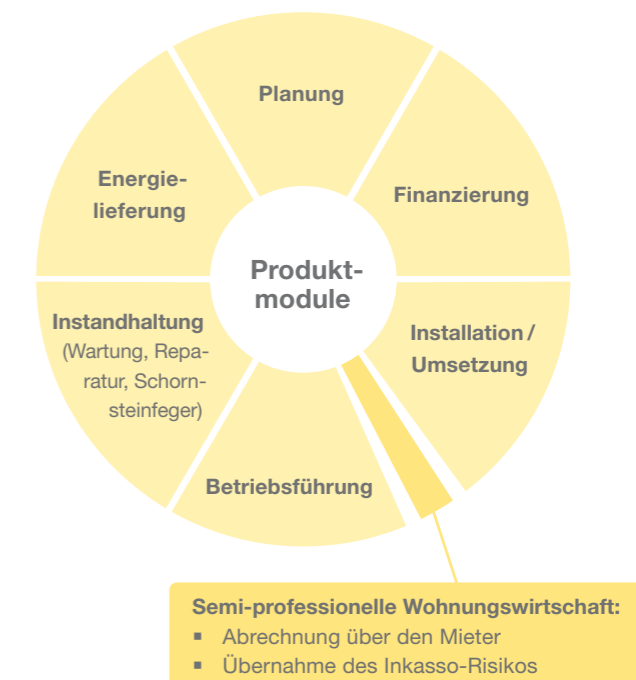 Planung
Finanzierung
Installation /
Umsetzung
Betriebsführung
Instandhaltung
(Wartung, Repa-
ratur, Schorn-
steinfeger)
Energie-
lieferung
Produkt-
module
Semi-professionelle Wohnungswirtschaft:
▪ Abrechnung über den Mieter
▪ Übernahme des Inkasso-Risikos